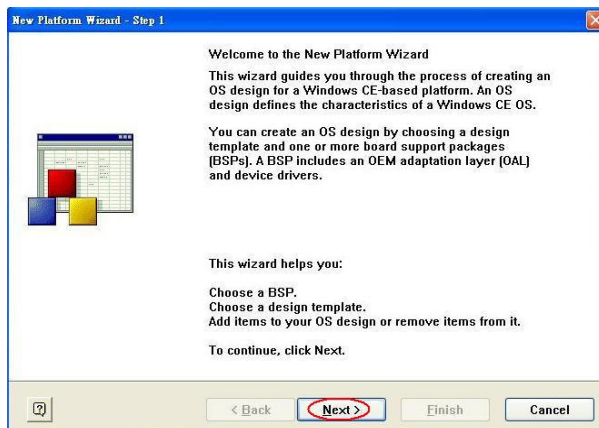 New Platform Wizard - Step 1
Welcome to the New Platform Wizard
This wizard guides you through the process of creating an
OS design for a Windows CE-based platform. An OS
design defines the characteristics of a Windows CE OS.
You can create an OS design by choosing a design
template and one or more board support packages
(BSPs). A BSP includes an OEM adaptation layer (OAL)
and device drivers.
This wizard helps you:
Choose a BSP.
Choose a design template.
Add items to your OS design or remove items from it.
To continue, click Next.
< Back
Next >
Finish
Cancel